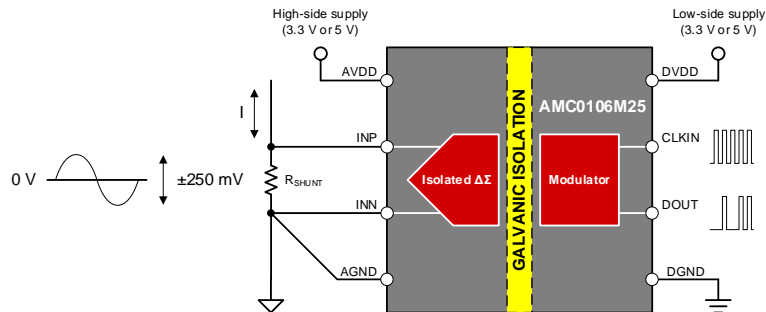 High-side supply
(3.3 V or 5 V)
Low-side supply
(3.3 V or 5 V)
AVDD
DVDD
AMC0106M25
I
INP
CLKIN
0 V
±250 mV
RSHUNT
Isolated ΔΣ
GALVANIC ISOLATION
Modulator
INN
DOUT
AGND
DGND